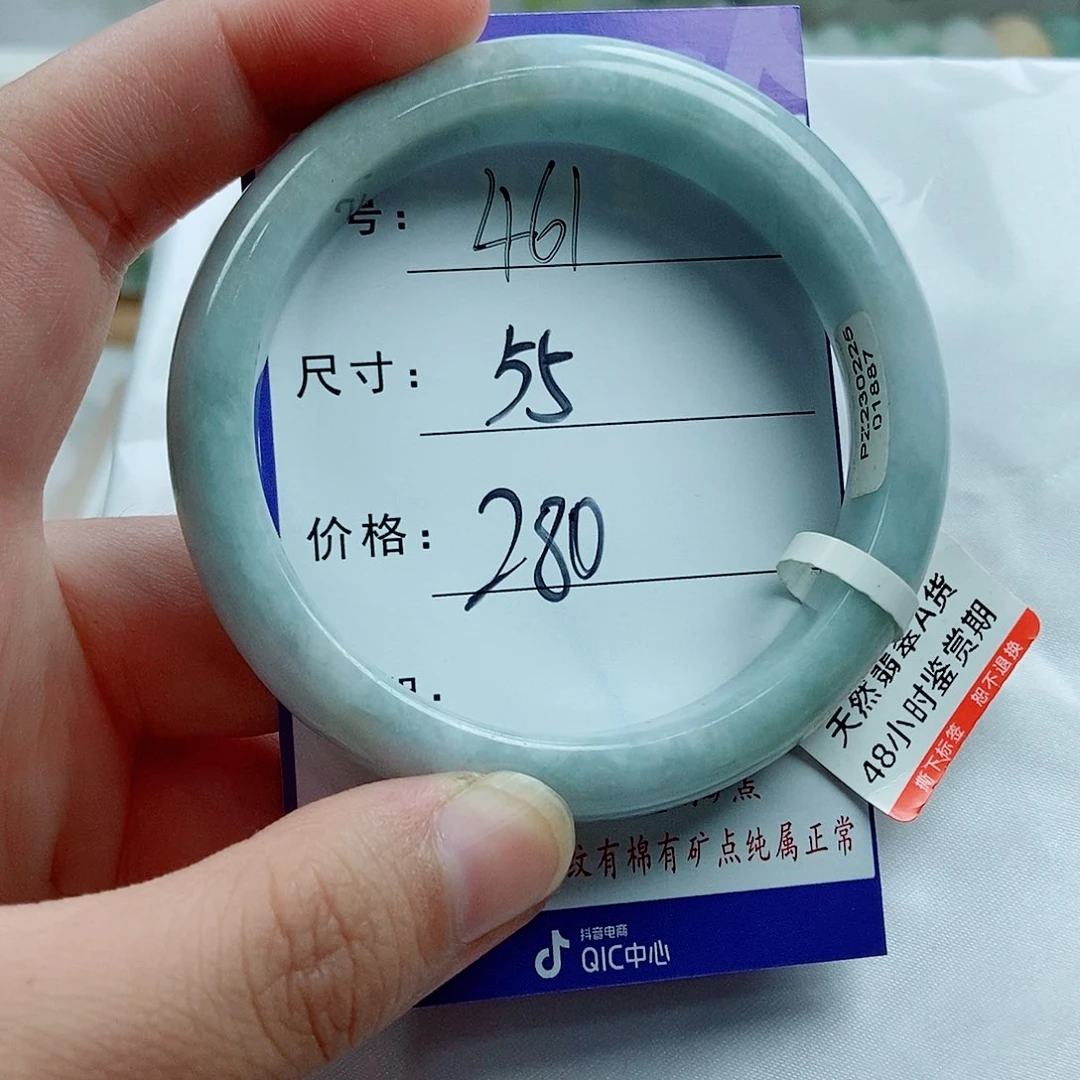 号: 461
尺寸: 55
价格: 280
PZ230225
01887
天然翡翠A货
48小时鉴赏期
撕下标签 恕不退换
纹有棉有矿点纯属正常
抖音电商
QIC中心